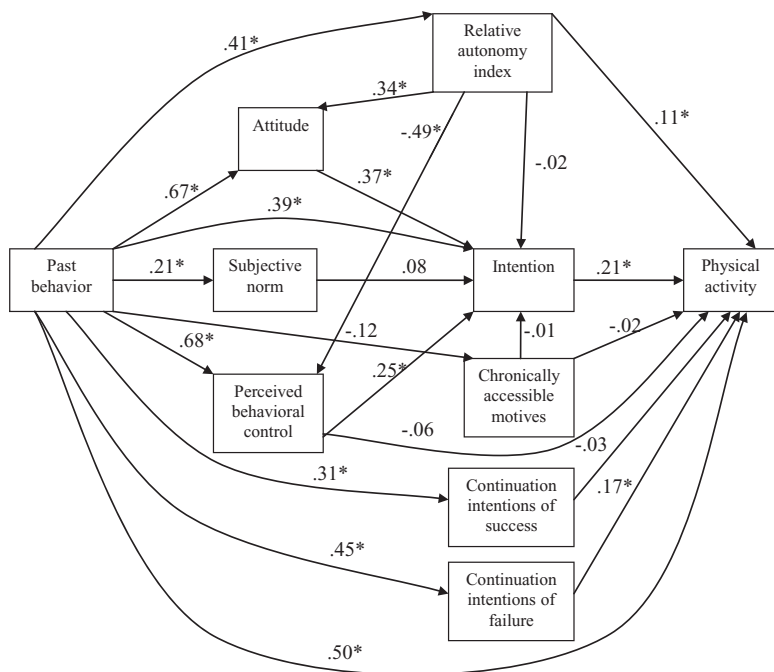 Relative
autonomy
index
.41*
.34*
Attitude
-.49*
.11*
-.02
.67*
.37*
.39*
Past
behavior
.21*
Subjective
norm
.08
Intention
.21*
Physical
activity
-.12
-.01
-.02
.68*
.25*
Perceived
behavioral
control
Chronically
accessible
motives
-.06
-.03
.31*
Continuation
intentions of
success
.17*
.45*
Continuation
intentions of
failure
.50*